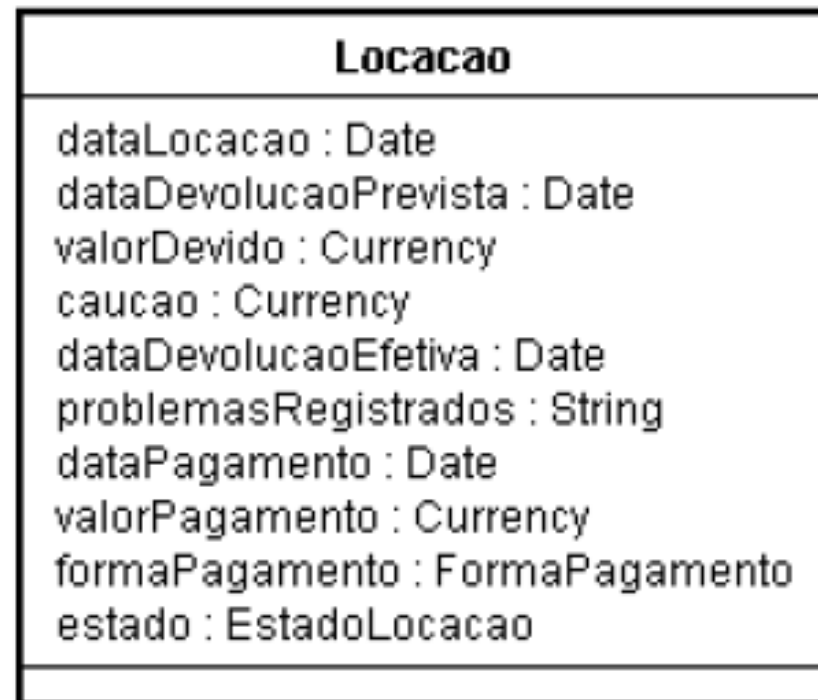 Locacao
dataLocacao : Date
dataDevolucaoPrevista : Date
valorDevido : Currency
caucao : Currency
dataDevolucaoEfetiva : Date
problemasRegistrados : String
dataPagamento : Date
valorPagamento : Currency
formaPagamento : FormaPagamento
estado : EstadoLocacao